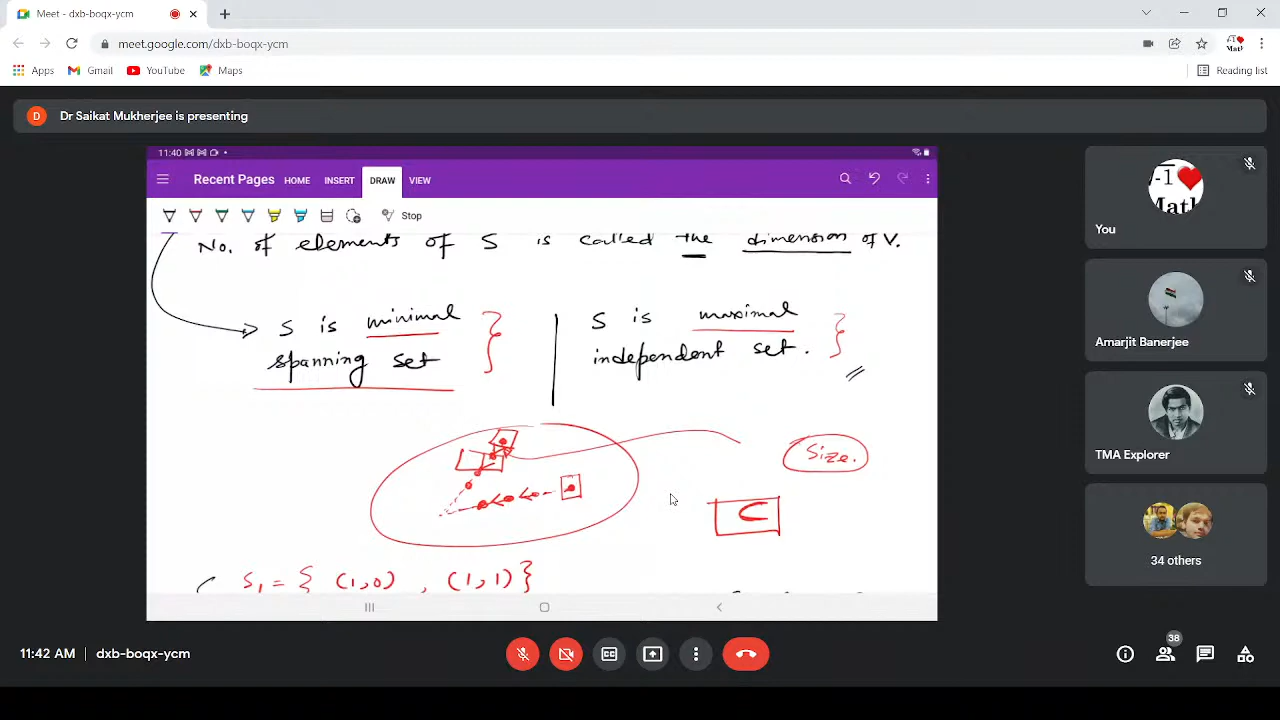 Meet - dxb-boqx-ycm
meet.google.com/dxb-boqx-ycm
Apps Gmail YouTube Maps Reading list
D Dr Saikat Mukherjee is presenting
11:40
Recent Pages HOME INSERT DRAW VIEW
Stop
No. of elements of S is called the dimension of V.
S is minimal
spanning set
S is maximal
independent set.
Size.
⊂
S₁ = { (1,0) , (1,1) }
√-1
Math
You
Amarjit Banerjee
TMA Explorer
34 others
11:42 AM | dxb-boqx-ycm
38